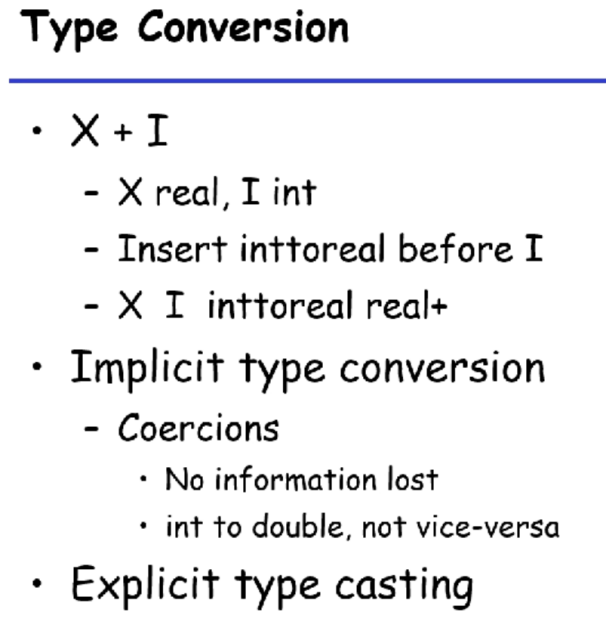 Type Conversion
• X + I
- X real, I int
- Insert inttoreal before I
- X I inttoreal real+
• Implicit type conversion
- Coercions
• No information lost
• int to double, not vice-versa
• Explicit type casting